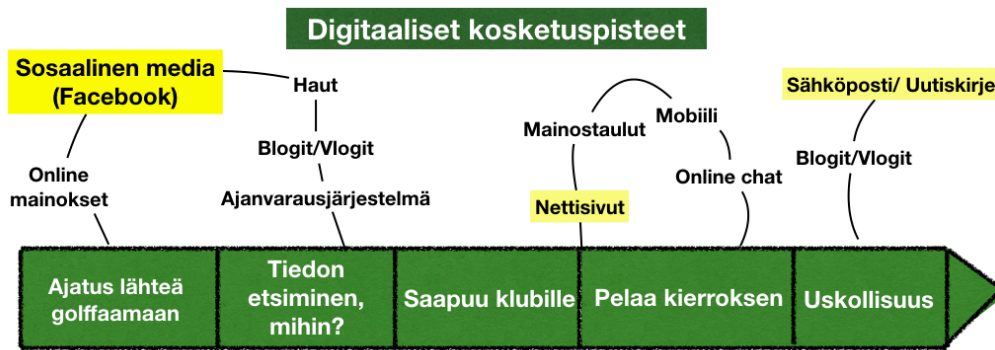 Digitaaliset kosketuspisteet
Sosaalinen media
(Facebook)
Haut
Blogit/Vlogit
Online
mainokset
Ajanvarausjärjestelmä
Mainostaulut
Mobiili
Online chat
Nettisivut
Sähköposti/ Uutiskirje
Blogit/Vlogit
Ajatus lähteä
golffaamaan
Tiedon
etsiminen,
mihin?
Saapuu klubille
Pelaa kierroksen
Uskollisuus